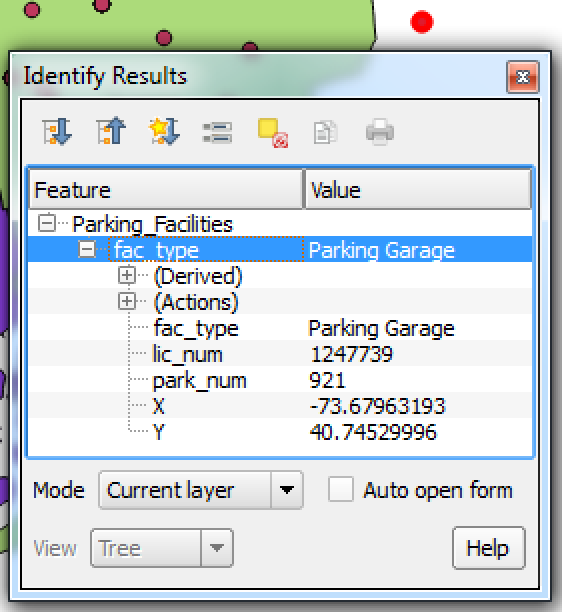 Identify Results
Feature Value
Parking_Facilities
fac_type Parking Garage
(Derived)
(Actions)
fac_type Parking Garage
lic_num 1247739
park_num 921
X -73.67963193
Y 40.74529996
Mode Current layer Auto open form
View Tree Help